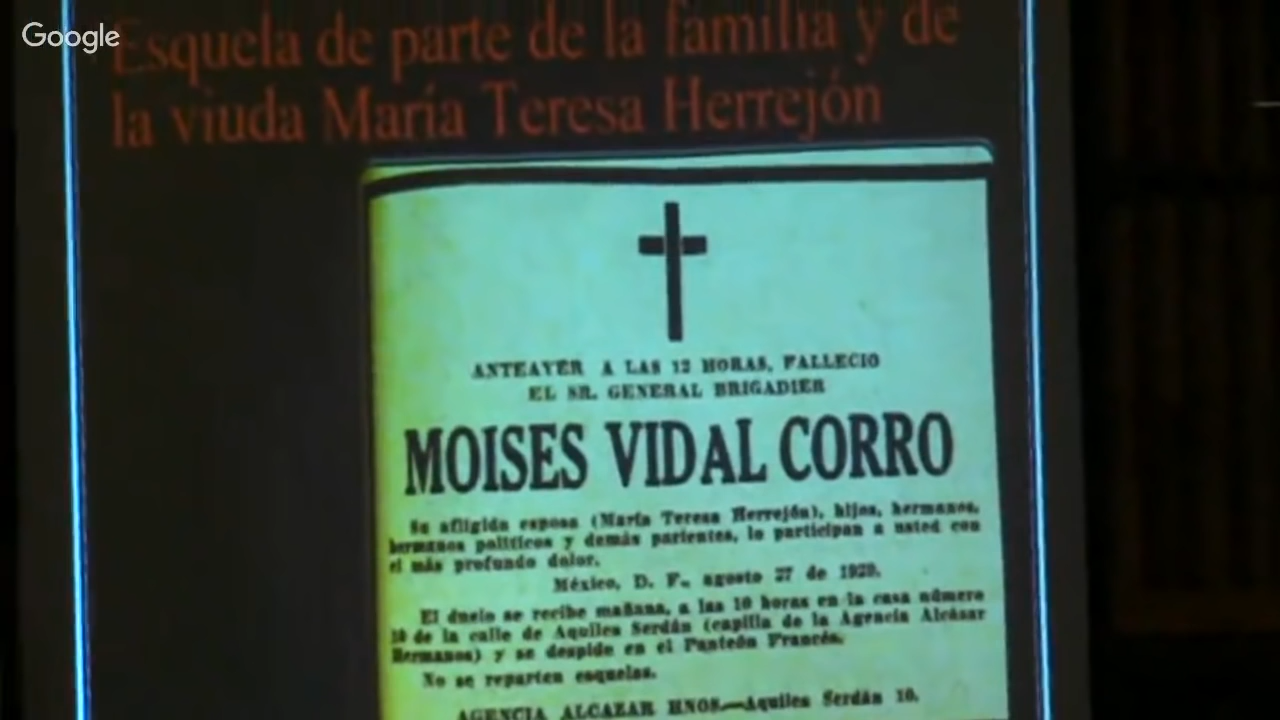 Google
Esquela de parte de la familia y de
la viuda María Teresa Herrejón
ANTEAYER A LAS 12 HORAS, FALLECIO
EL SR. GENERAL BRIGADIER
MOISES VIDAL CORRO
Su afligida esposa (María Teresa Herrejón), hijos, hermanos,
hermanos políticos y demás parientes, lo participan a usted con
el más profundo dolor.
México, D. F., agosto 27 de 1929.
El duelo se recibe mañana, a las 10 horas en la casa número
10 de la calle de Aquiles Serdán (capilla de la Agencia Alcázar
Hermanos) y se despide en el Panteón Francés.
No se reparten esquelas.
AGENCIA ALCAZAR HNOS.—Aquiles Serdán 10.